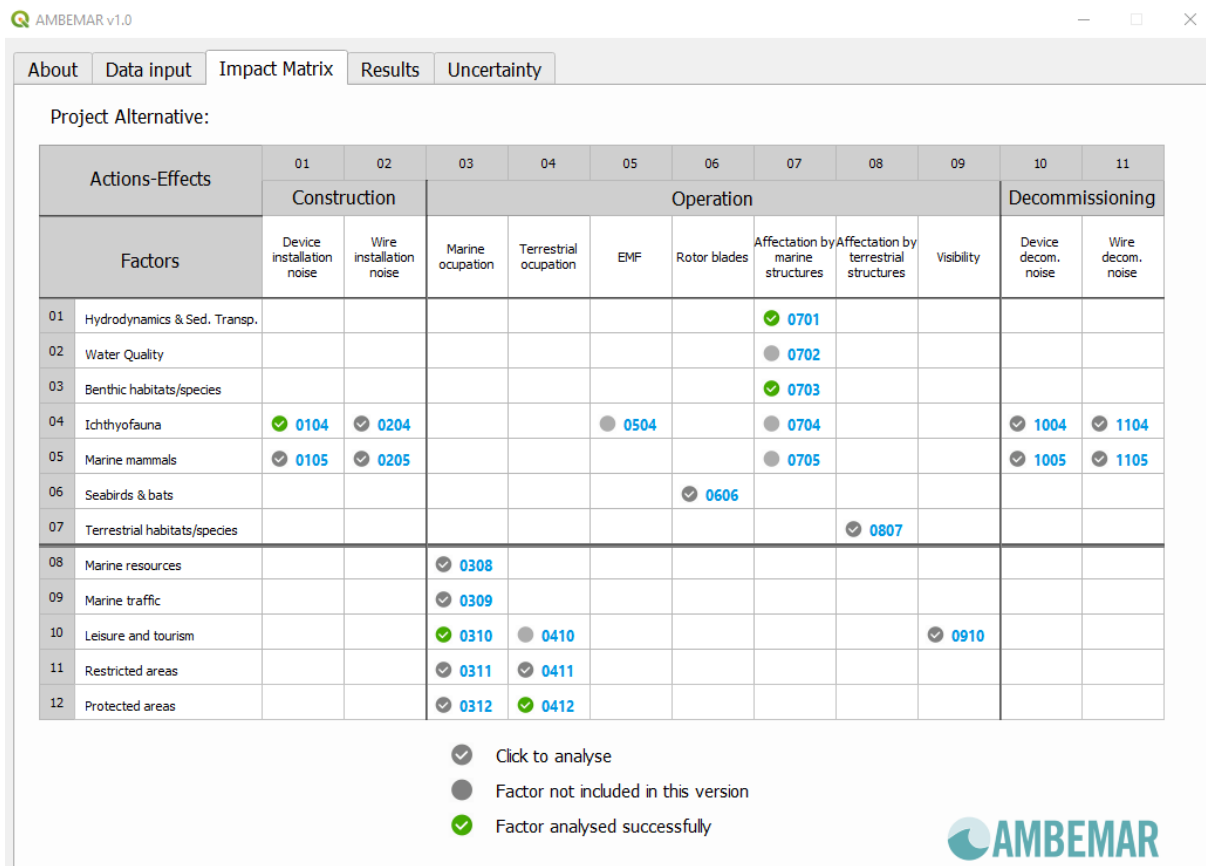 AMBEMAR v1.0
About Data input Impact Matrix Results Uncertainty
Project Alternative:
Actions-Effects 01 02 03 04 05 06 07 08 09 10 11
Construction Operation Decommissioning
Factors
Device installation noise
Wire installation noise
Marine ocupation
Terrestrial ocupation
EMF
Rotor blades
Affectation by marine structures
Affectation by terrestrial structures
Visibility
Device decom. noise
Wire decom. noise
01 Hydrodynamics & Sed. Transp. 0701
02 Water Quality 0702
03 Benthic habitats/species 0703
04 Ichthyofauna 0104 0204 0504 0704 1004 1104
05 Marine mammals 0105 0205 0705 1005 1105
06 Seabirds & bats 0606
07 Terrestrial habitats/species 0807
08 Marine resources 0308
09 Marine traffic 0309
10 Leisure and tourism 0310 0410 0910
11 Restricted areas 0311 0411
12 Protected areas 0312 0412
Click to analyse
Factor not included in this version
Factor analysed successfully
AMBEMAR